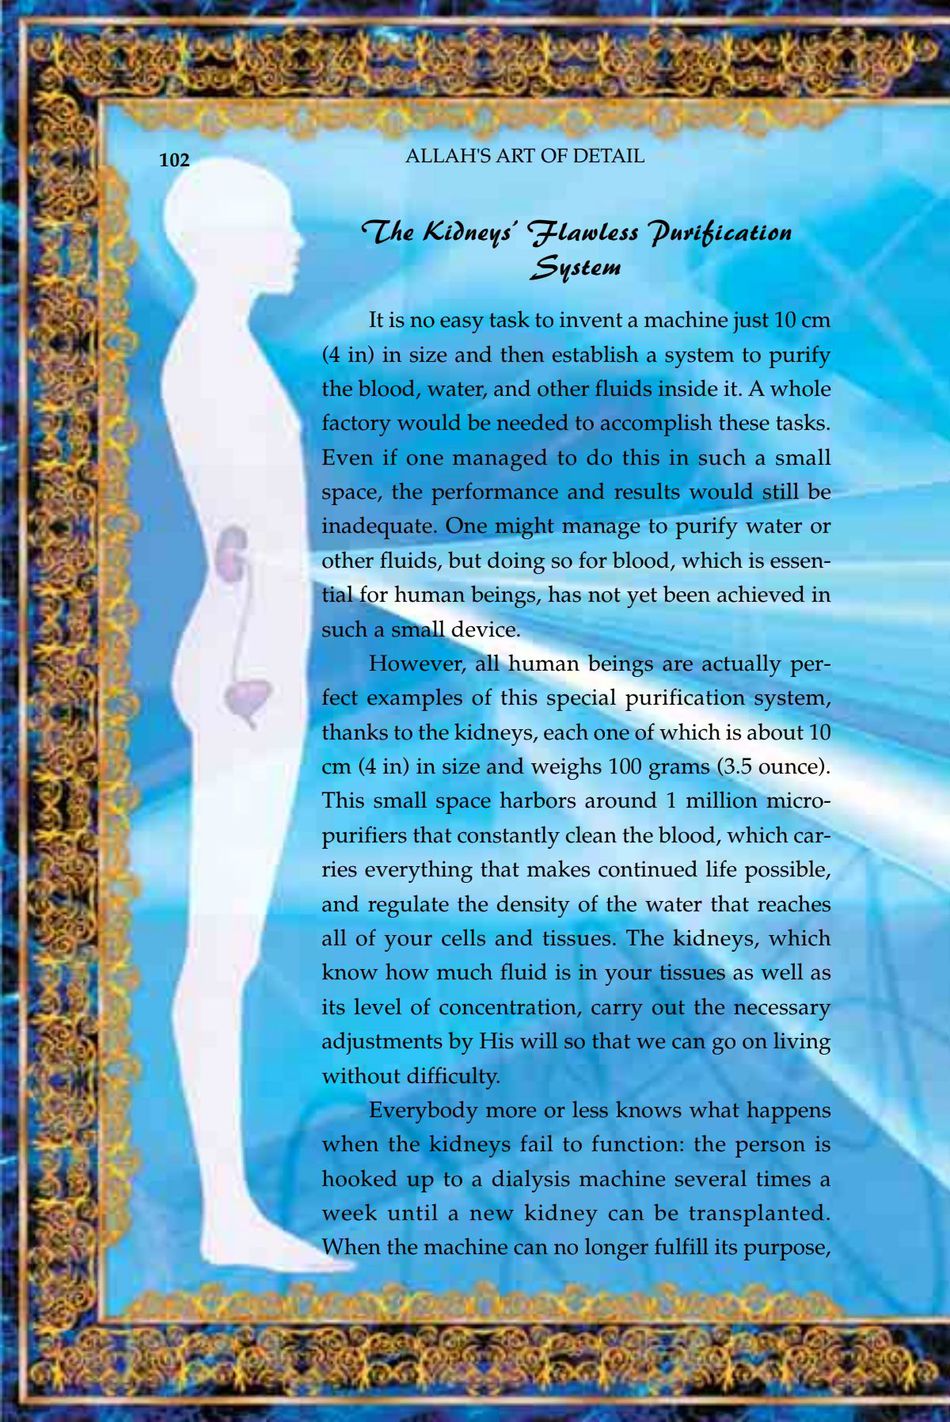 102
ALLAH'S ART OF DETAIL
The Kidneys' Flawless Purification
System
It is no easy task to invent a machine just 10 cm
(4 in) in size and then establish a system to purify
the blood, water, and other fluids inside it. A whole
factory would be needed to accomplish these tasks.
Even if one managed to do this in such a small
space, the performance and results would still be
inadequate. One might manage to purify water or
other fluids, but doing so for blood, which is essen-
tial for human beings, has not yet been achieved in
such a small device.
However, all human beings are actually per-
fect examples of this special purification system,
thanks to the kidneys, each one of which is about 10
cm (4 in) in size and weighs 100 grams (3.5 ounce).
This small space harbors around 1 million micro-
purifiers that constantly clean the blood, which car-
ries everything that makes continued life possible,
and regulate the density of the water that reaches
all of your cells and tissues. The kidneys, which
know how much fluid is in your tissues as well as
its level of concentration, carry out the necessary
adjustments by His will so that we can go on living
without difficulty.
Everybody more or less knows what happens
when the kidneys fail to function: the person is
hooked up to a dialysis machine several times a
week until a new kidney can be transplanted.
When the machine can no longer fulfill its purpose,